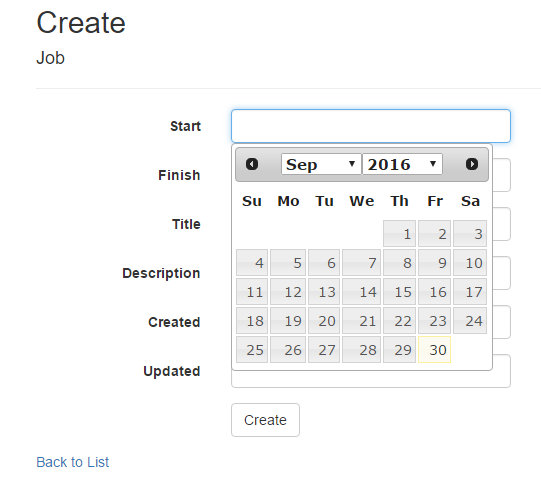 Create
Job
Start
Sep 2016
Finish
Su Mo Tu We Th Fr Sa
Title
1 2 3
Description
4 5 6 7 8 9 10
11 12 13 14 15 16 17
Created
18 19 20 21 22 23 24
25 26 27 28 29 30
Updated
Create
Back to List